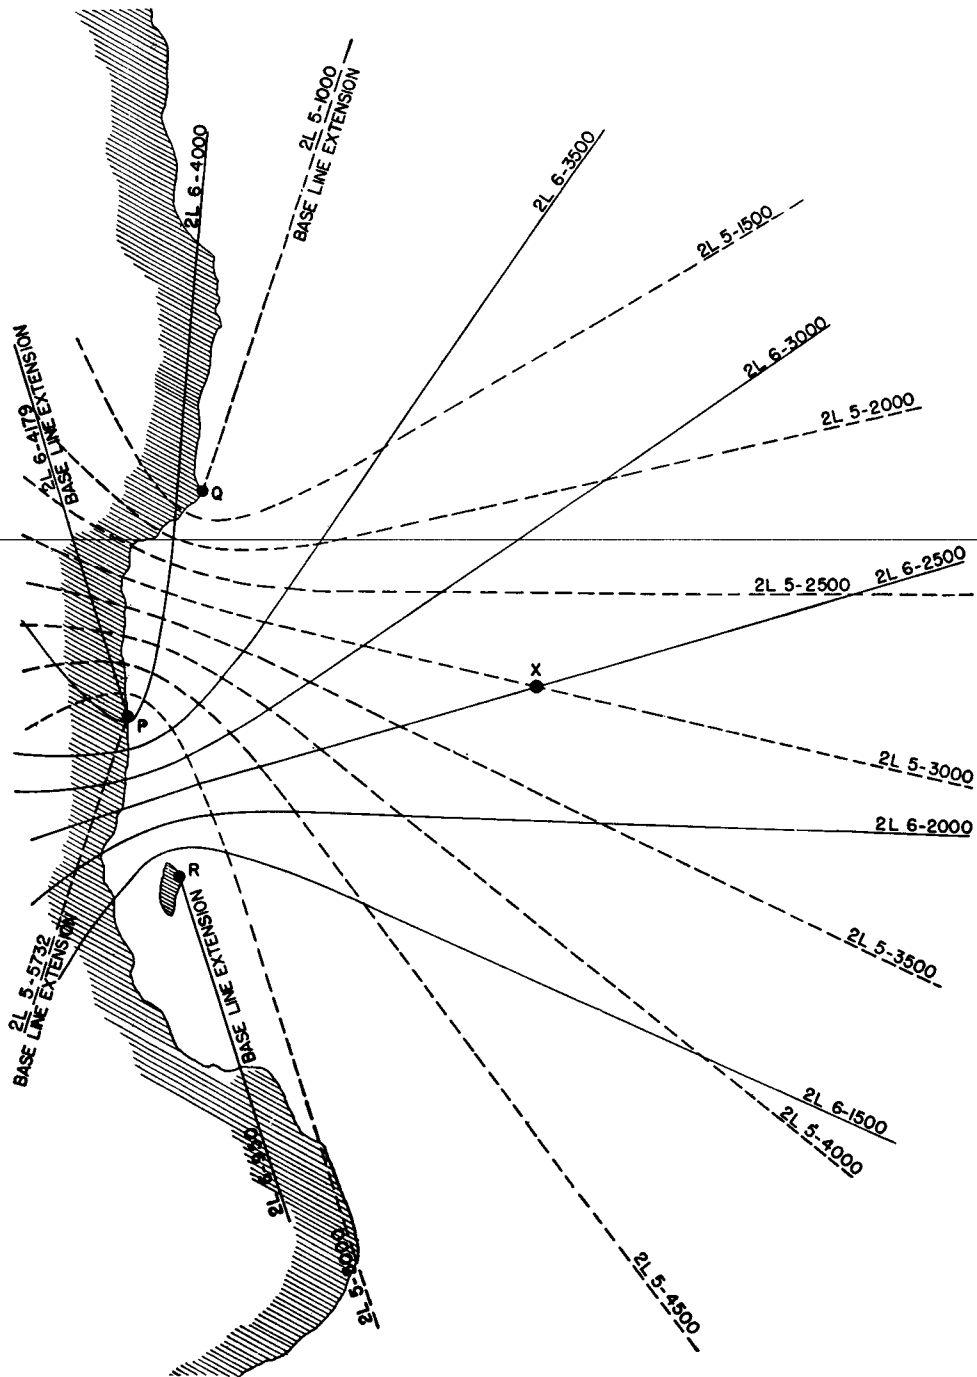 2L 5-1000
BASE LINE EXTENSION
2L 6-4000
2L 6-3500
2L 5-1500
2L 6-3000
2L 6-4179
BASE LINE EXTENSION
2L 5-2000
Q
2L 6-2500
2L 5-2500
X
P
2L 5-3000
2L 6-2000
R
BASE LINE EXTENSION
2L 5-3500
2L 5-5732
BASE LINE EXTENSION
2L 6-1500
2L 5-4000
2L 5-4500